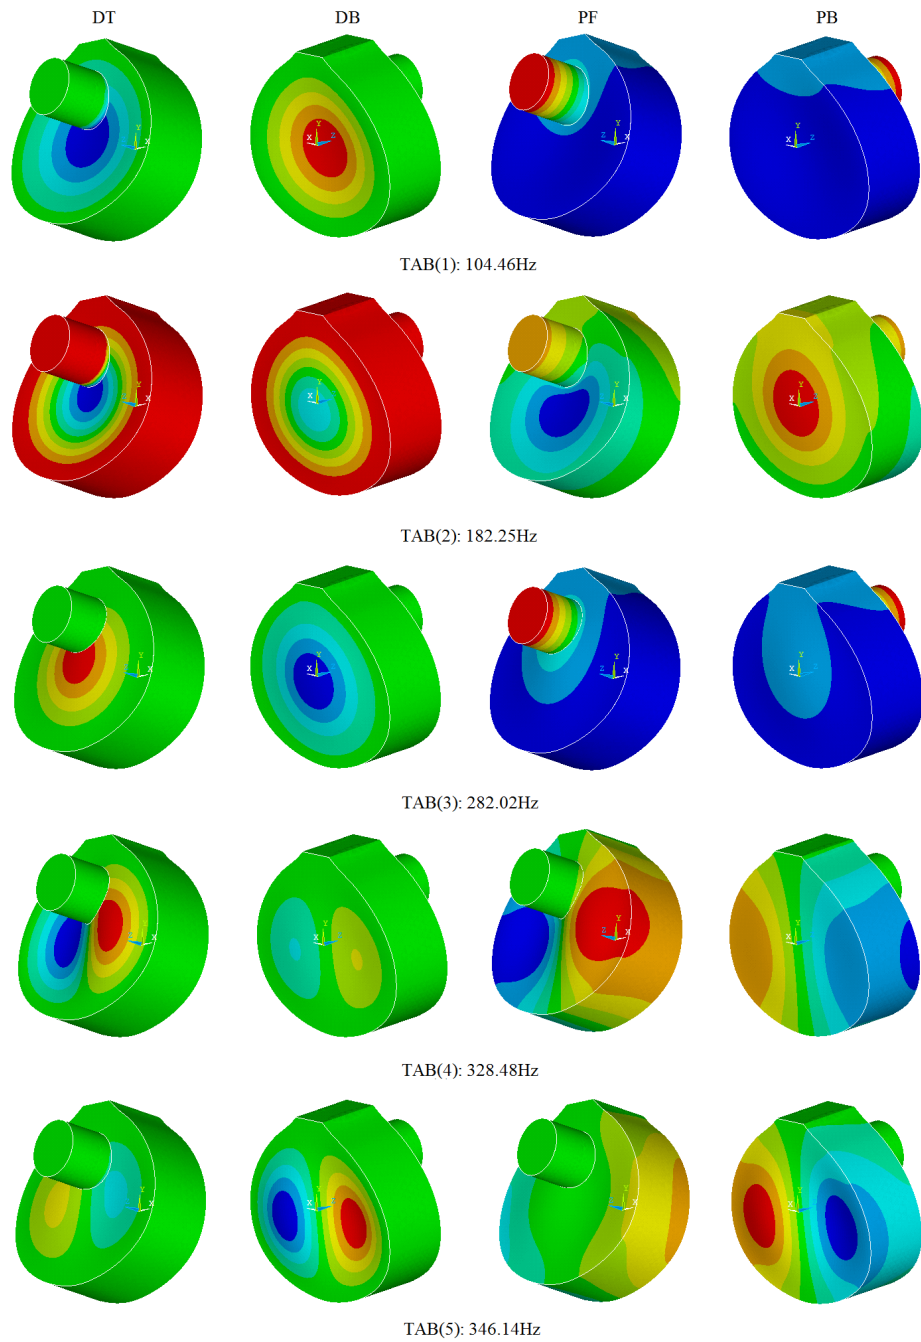 DT DB PF PB
X Y Z X Y Z X Y Z X Y Z
TAB(1): 104.46Hz
X Y Z X Y Z X Y Z X Y Z
TAB(2): 182.25Hz
X Y Z X Y Z X Y Z X Y Z
TAB(3): 282.02Hz
X Y Z X Y Z X Y Z X Y Z
TAB(4): 328.48Hz
X Y Z X Y Z X Y Z X Y Z
TAB(5): 346.14Hz